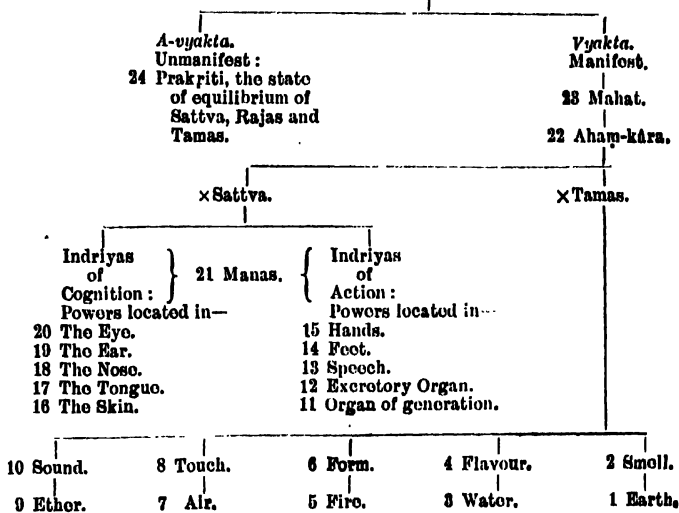 A-vyakta.
Unmanifest :
24 Prakṛiti, the state
of equilibrium of
Sattva, Rajas and
Tamas.
Vyakta.
Manifest.
23 Mahat.
22 Ahaṃ-kâra.
×Sattva.
×Tamas.
Indriyas
of
Cognition :
21 Manas.
Indriyas
of
Action :
Powers located in—
20 The Eye.
19 The Ear.
18 The Nose.
17 The Tongue.
16 The Skin.
Powers located in—
15 Hands.
14 Feet.
13 Speech.
12 Excretory Organ.
11 Organ of generation.
10 Sound. 8 Touch. 6 Form. 4 Flavour. 2 Smell.
9 Ether. 7 Air. 5 Fire. 3 Water. 1 Earth.